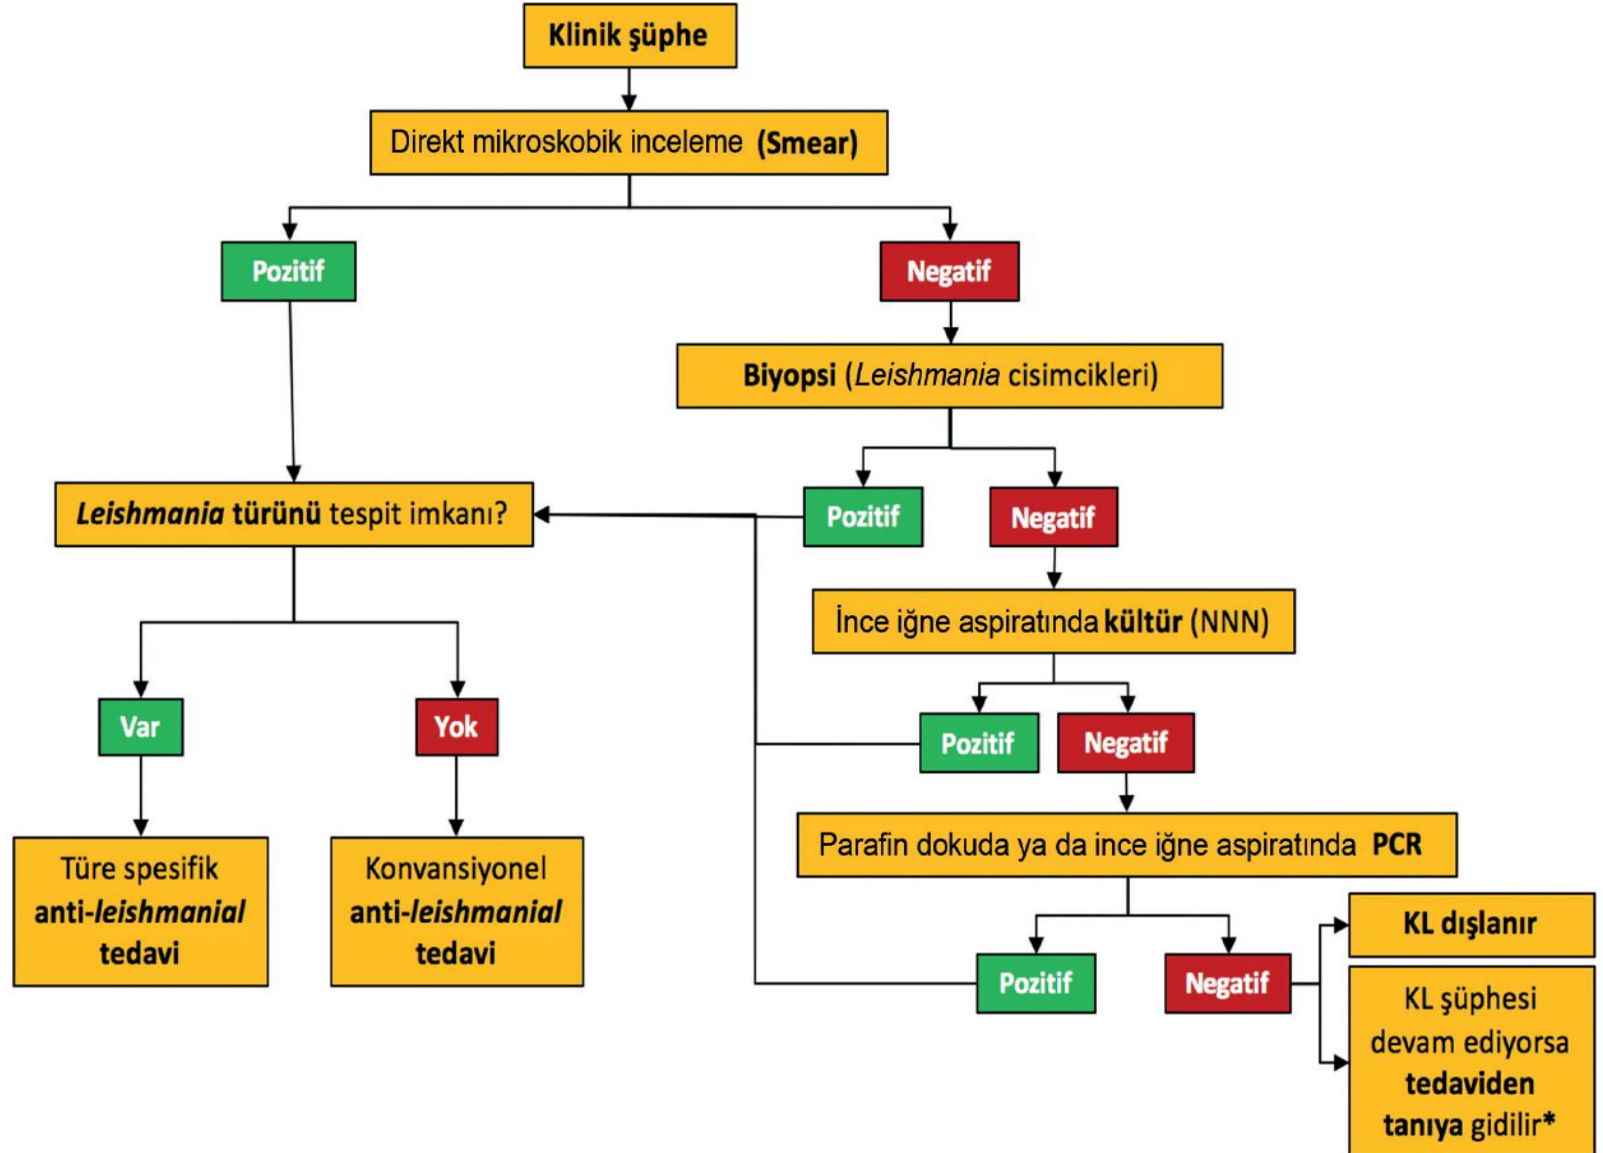 Klinik şüphe
Direkt mikroskobik inceleme (Smear)
Pozitif
Negatif
Biyopsi (Leishmania cisimcikleri)
Leishmania türünü tespit imkanı?
Pozitif
Negatif
İnce iğne aspiratında kültür (NNN)
Var
Yok
Pozitif
Negatif
Parafin dokuda ya da ince iğne aspiratında PCR
Türe spesifik
anti-leishmanial
tedavi
Konvansiyonel
anti-leishmanial
tedavi
Pozitif
Negatif
KL dışlanır
KL şüphesi
devam ediyorsa
tedaviden
tanıya gidilir*